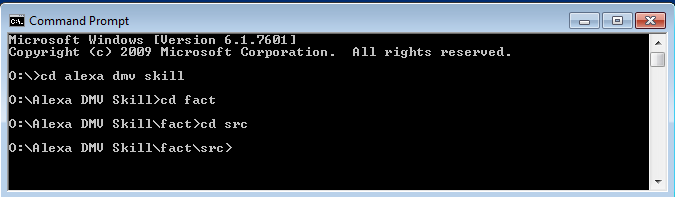 Command Prompt
Microsoft Windows [Version 6.1.7601]
Copyright (c) 2009 Microsoft Corporation.  All rights reserved.
O:\>cd alexa dmv skill
O:\Alexa DMV Skill>cd fact
O:\Alexa DMV Skill\fact>cd src
O:\Alexa DMV Skill\fact\src>